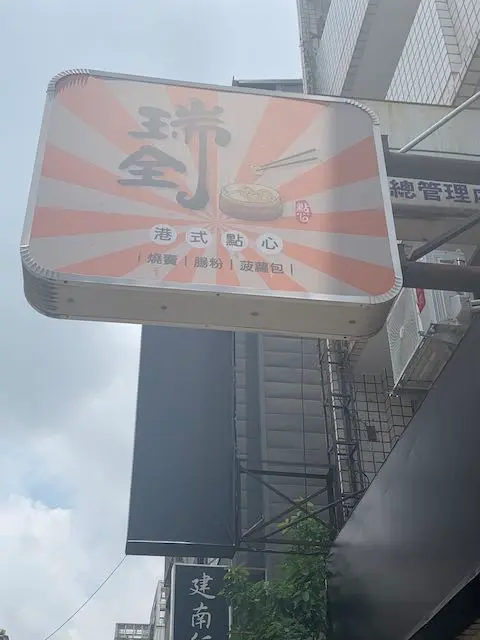 瑞
全
港式點心
點心
燒賣｜腸粉｜菠蘿包｜
總管理
建南